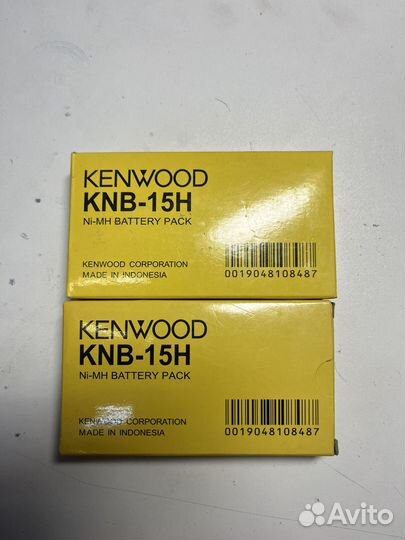 KENWOOD
KNB-15H
Ni-MH BATTERY PACK
KENWOOD CORPORATION
MADE IN INDONESIA
0019048108487
KENWOOD
KNB-15H
Ni-MH BATTERY PACK
KENWOOD CORPORATION
MADE IN INDONESIA
0019048108487
Avito